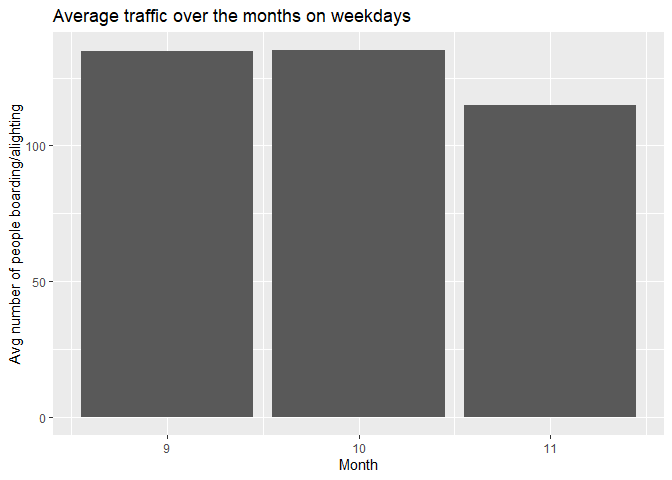 Average traffic over the months on weekdays
Avg number of people boarding/alighting
100
50
0
9 10 11
Month